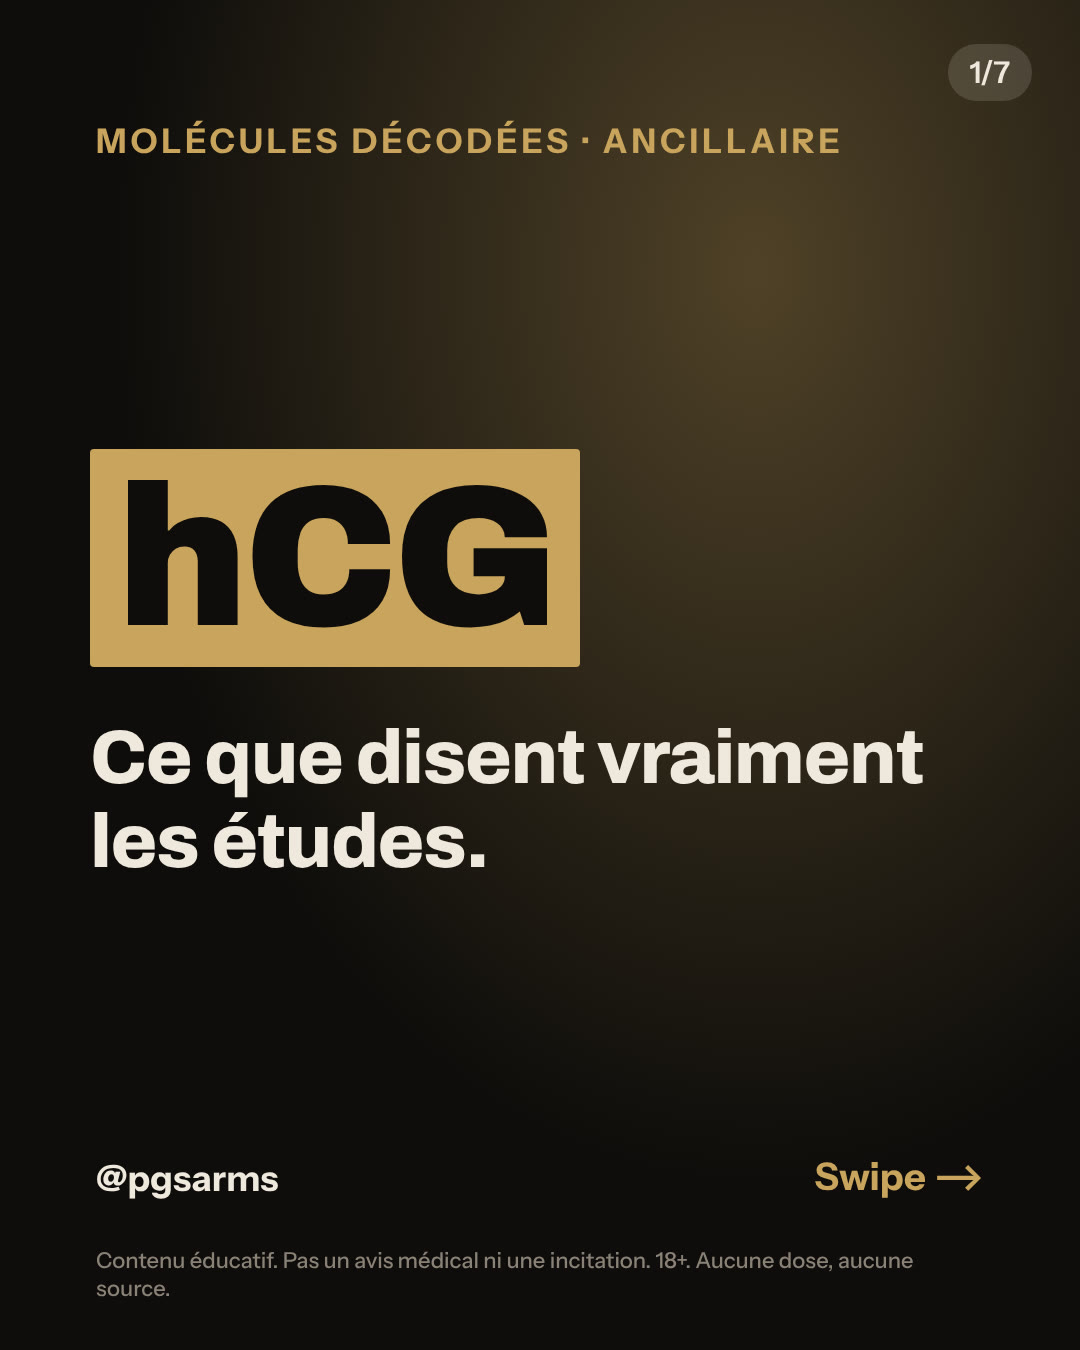 1/7
MOLÉCULES DÉCODÉES · ANCILLAIRE
hCG
Ce que disent vraiment
les études.
@pgsarms
Swipe →
Contenu éducatif. Pas un avis médical ni une incitation. 18+. Aucune dose, aucune
source.